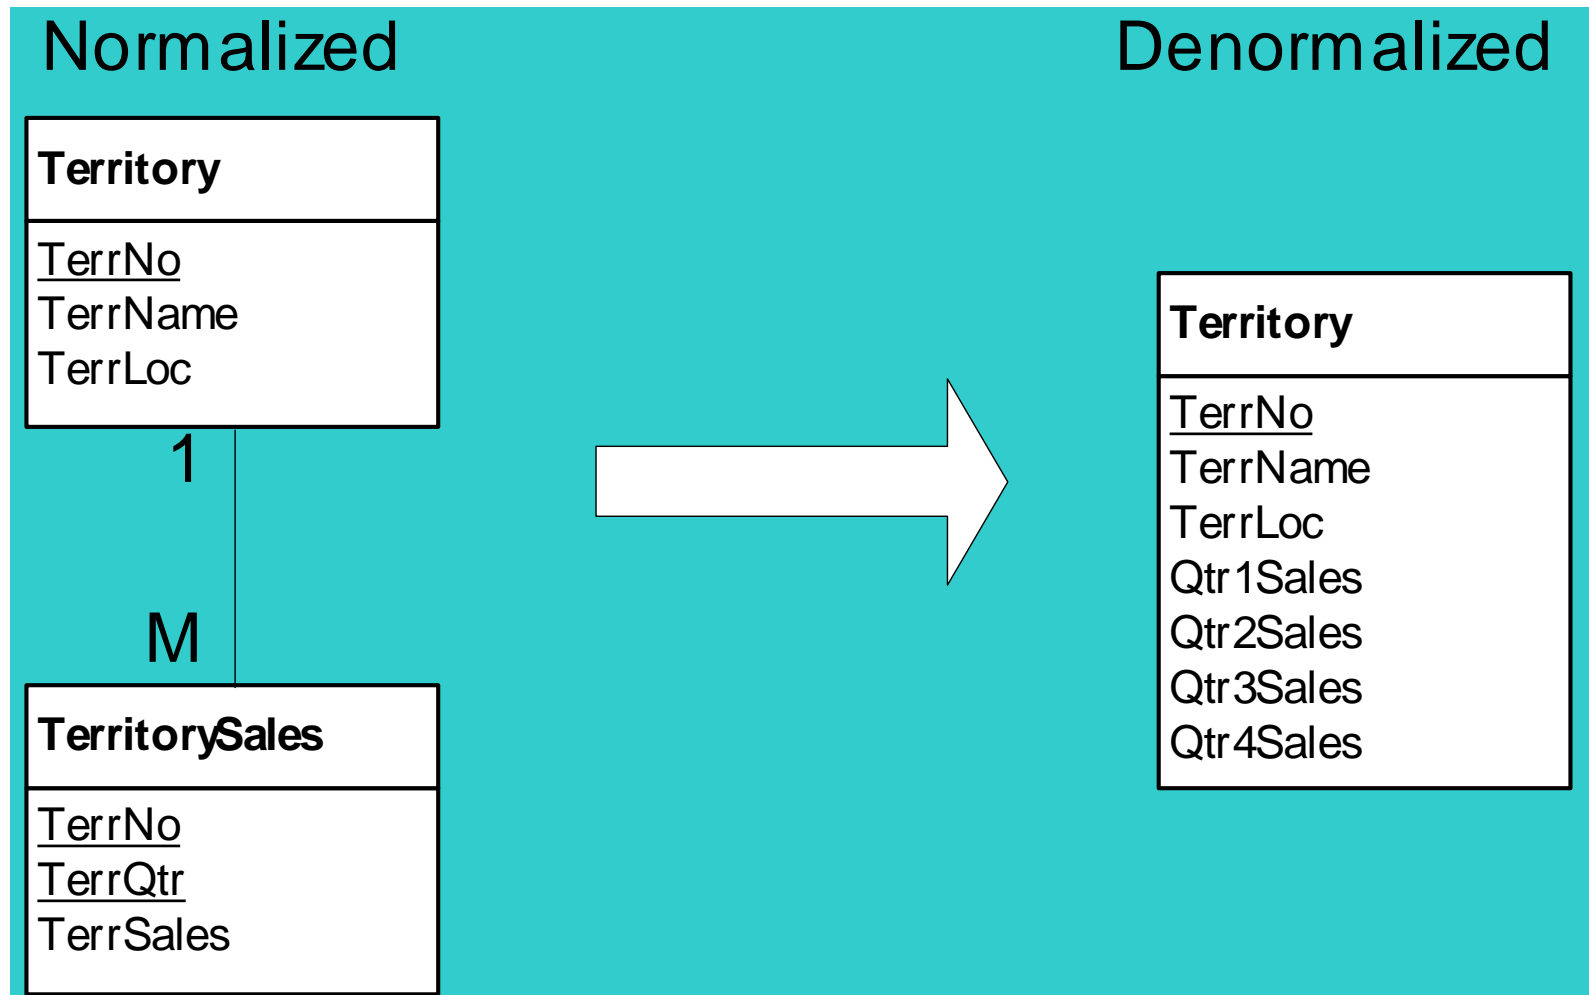 Normalized
Denormalized
Territory
TerrNo
TerrName
TerrLoc
1
M
TerritorySales
TerrNo
TerrQtr
TerrSales
Territory
TerrNo
TerrName
TerrLoc
Qtr1Sales
Qtr2Sales
Qtr3Sales
Qtr4Sales